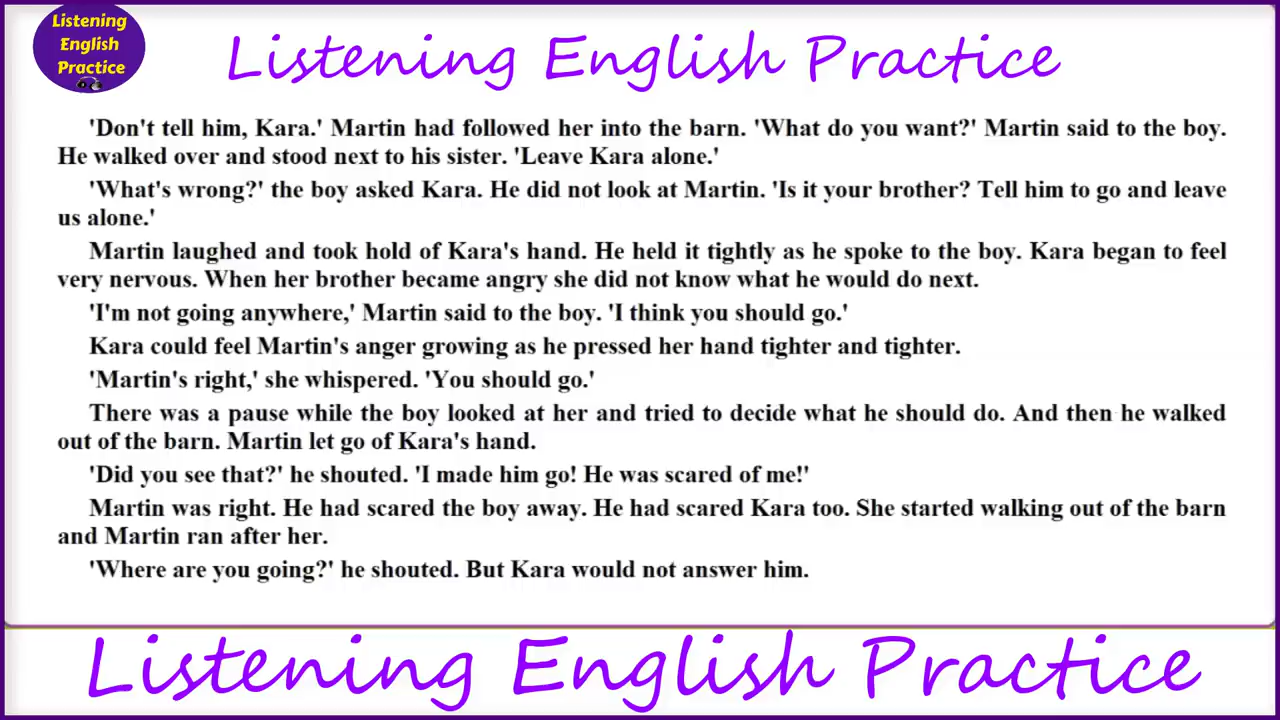 Listening
English
Practice
Listening English Practice
'Don't tell him, Kara.' Martin had followed her into the barn. 'What do you want?' Martin said to the boy.
He walked over and stood next to his sister. 'Leave Kara alone.'
'What's wrong?' the boy asked Kara. He did not look at Martin. 'Is it your brother? Tell him to go and leave
us alone.'
Martin laughed and took hold of Kara's hand. He held it tightly as he spoke to the boy. Kara began to feel
very nervous. When her brother became angry she did not know what he would do next.
'I'm not going anywhere,' Martin said to the boy. 'I think you should go.'
Kara could feel Martin's anger growing as he pressed her hand tighter and tighter.
'Martin's right,' she whispered. 'You should go.'
There was a pause while the boy looked at her and tried to decide what he should do. And then he walked
out of the barn. Martin let go of Kara's hand.
'Did you see that?' he shouted. 'I made him go! He was scared of me!'
Martin was right. He had scared the boy away. He had scared Kara too. She started walking out of the barn
and Martin ran after her.
'Where are you going?' he shouted. But Kara would not answer him.
Listening English Practice